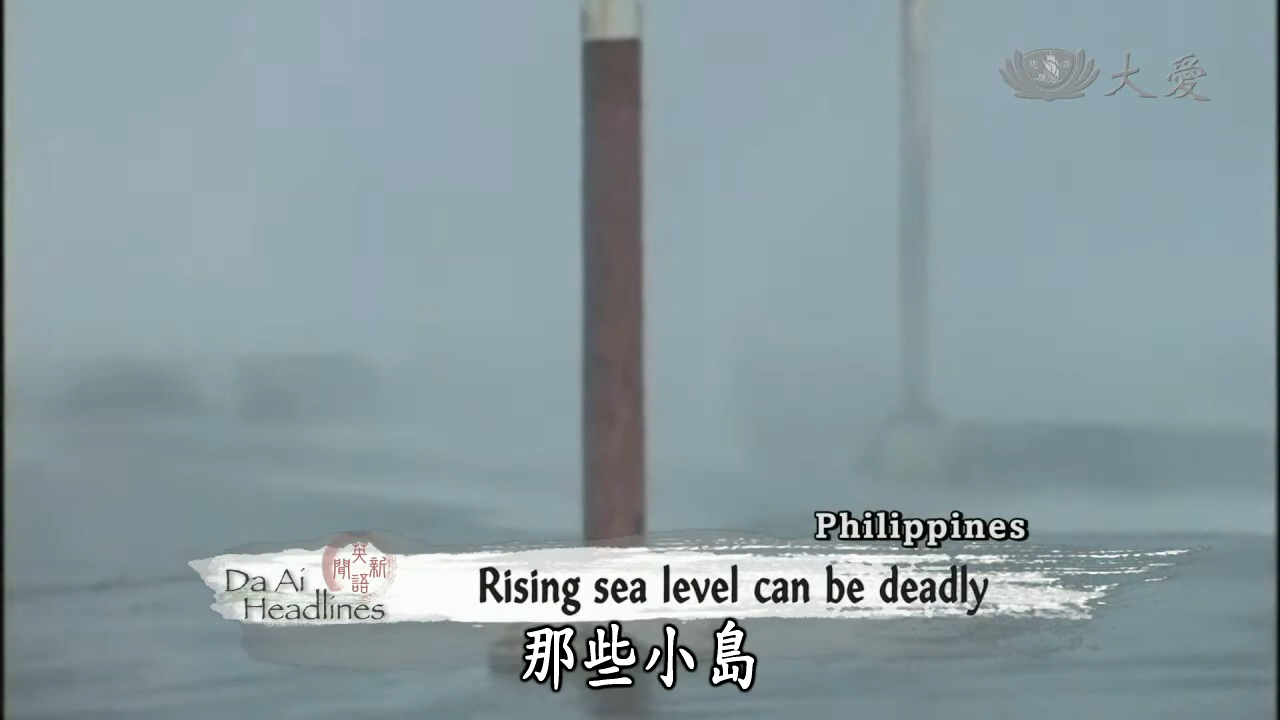 大愛
Philippines
英語新聞
Da Ai
Headlines
Rising sea level can be deadly
那些小島